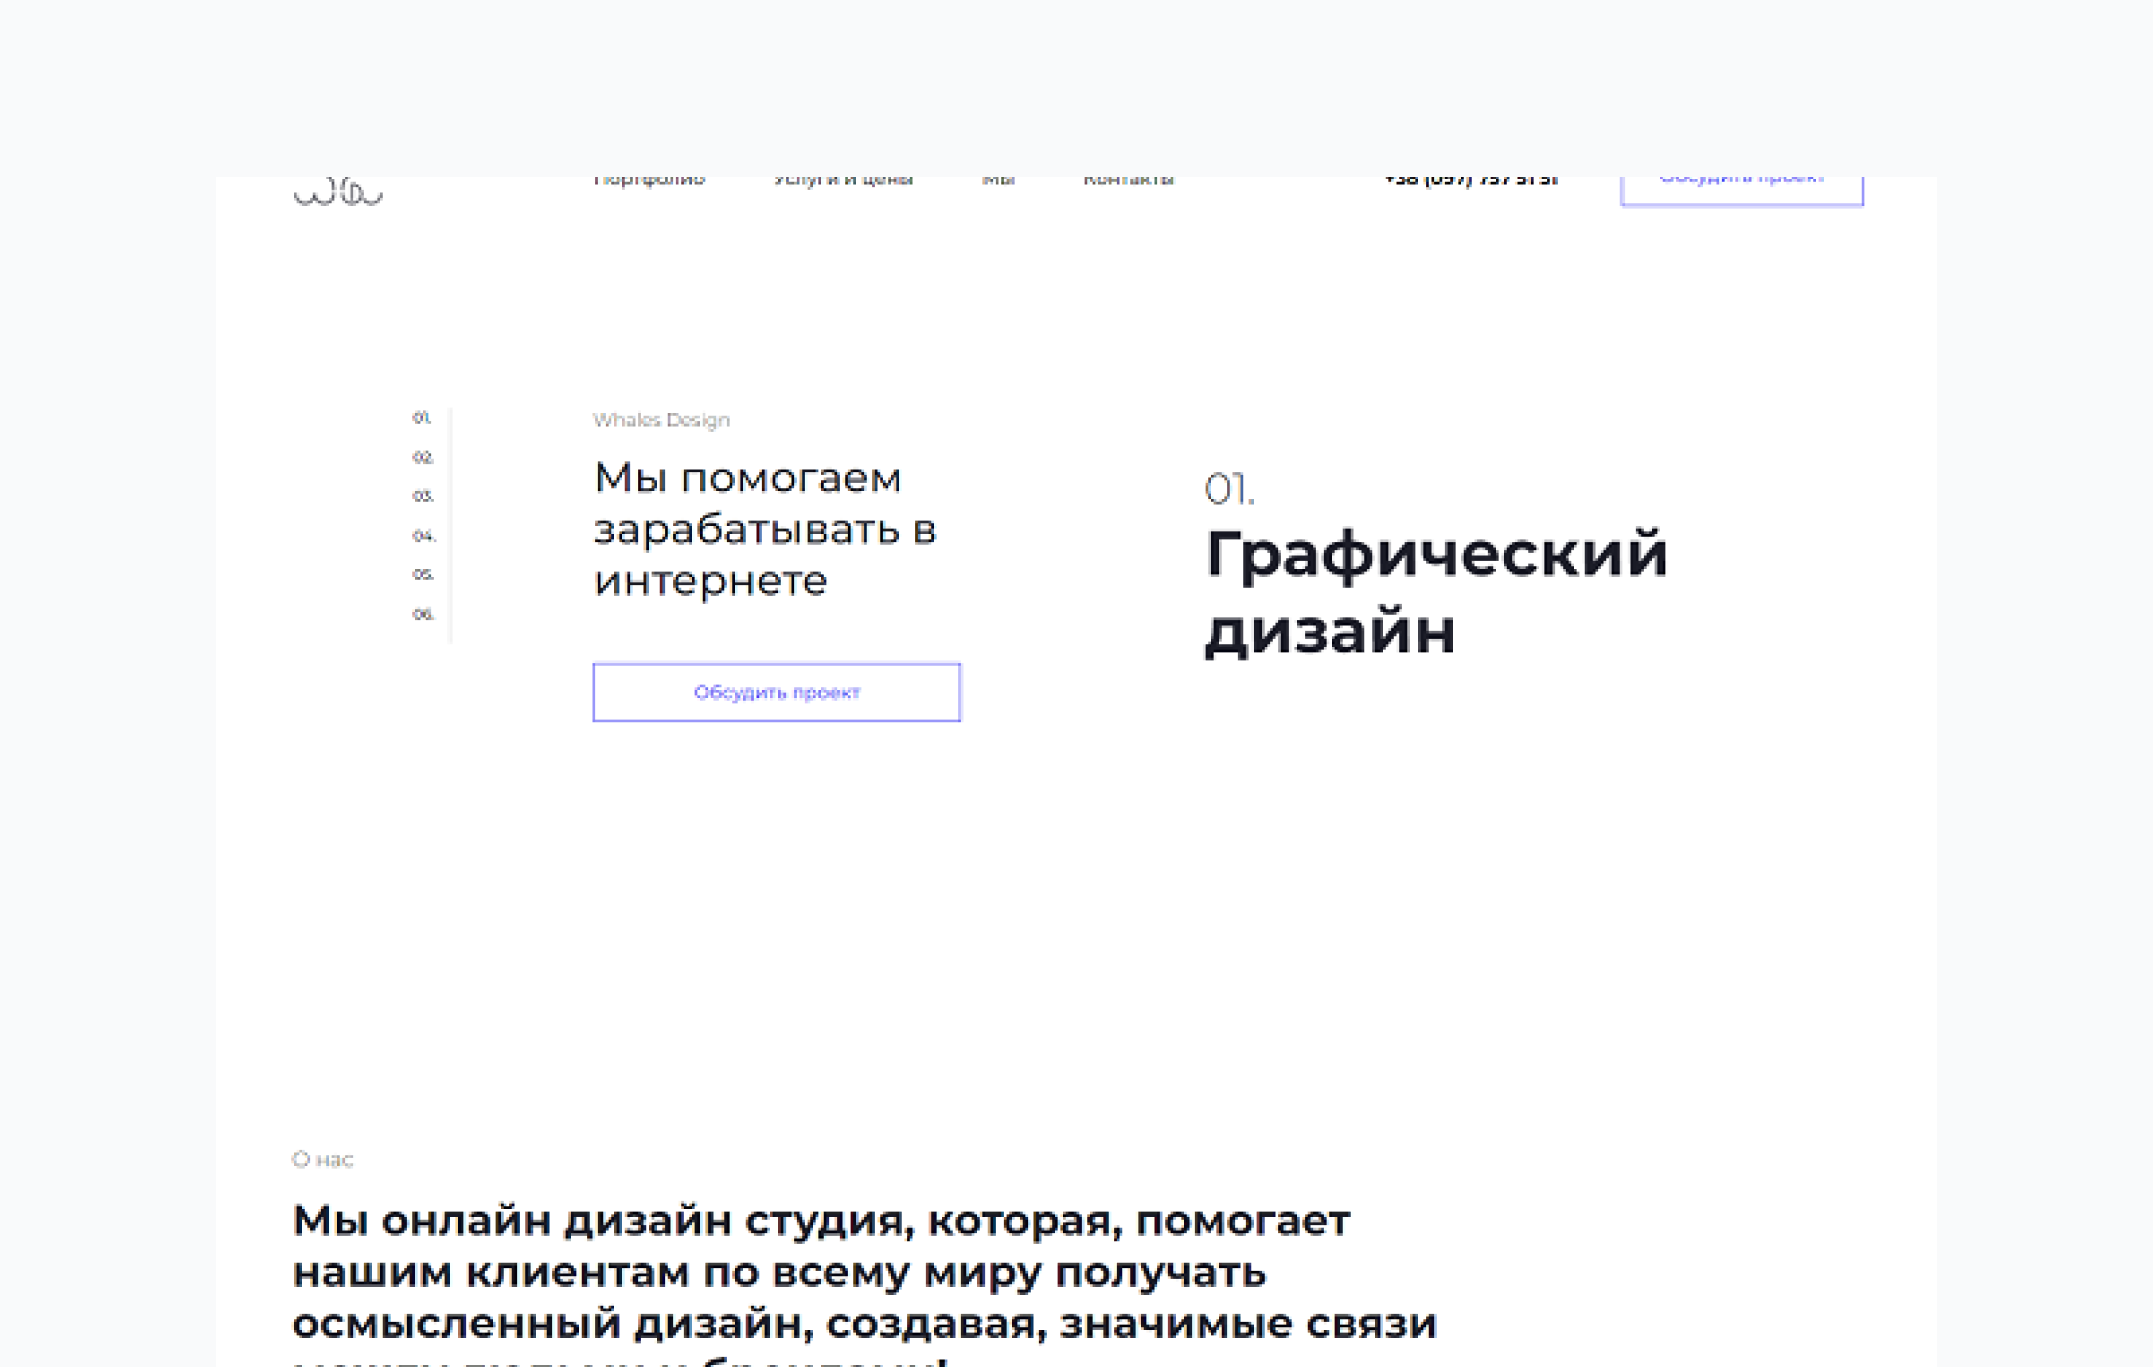 Портфолио Услуги и цены Мы Контакты +38 (097) 757 51 51 Обсудить проект
01.
02.
03.
04.
05.
06.
Whales Design
Мы помогаем
зарабатывать в
интернете
Обсудить проект
01.
Графический
дизайн
О нас
Мы онлайн дизайн студия, которая, помогает
нашим клиентам по всему миру получать
осмысленный дизайн, создавая, значимые связи